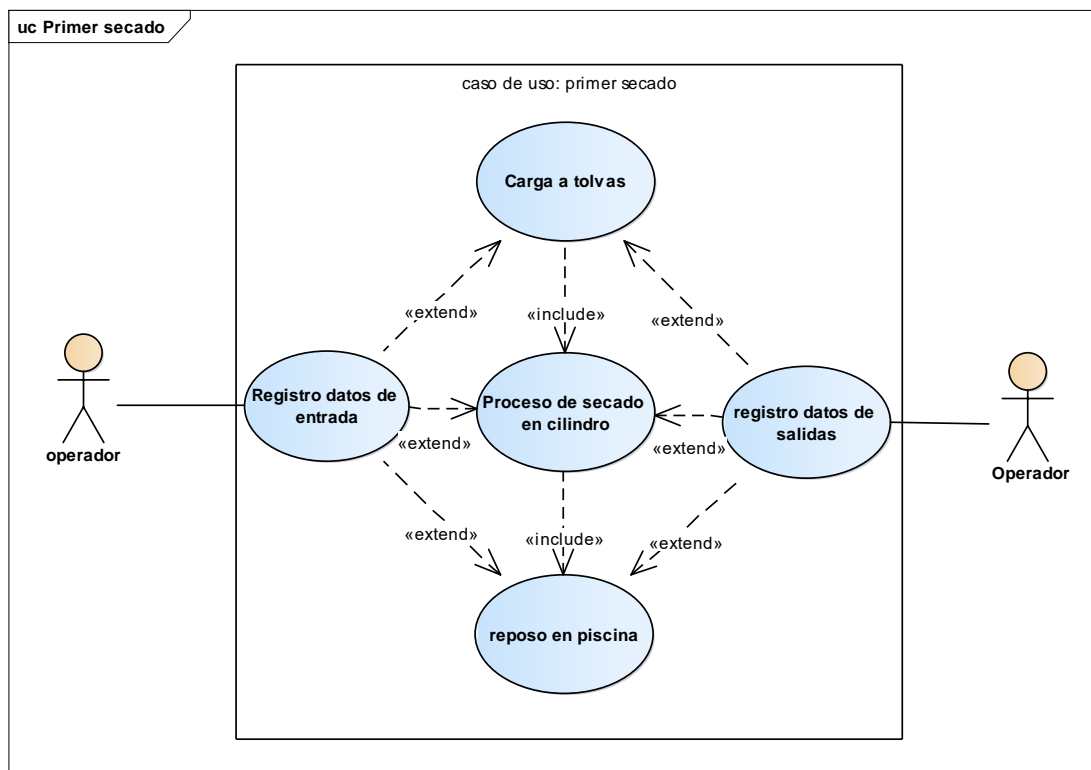 uc Primer secado
caso de uso: primer secado
Carga a tolvas
«extend»
«include»
«extend»
Registro datos de
entrada
Proceso de secado
en cilindro
registro datos de
salidas
«extend»
«extend»
operador
Operador
«extend»
«include»
«extend»
reposo en piscina